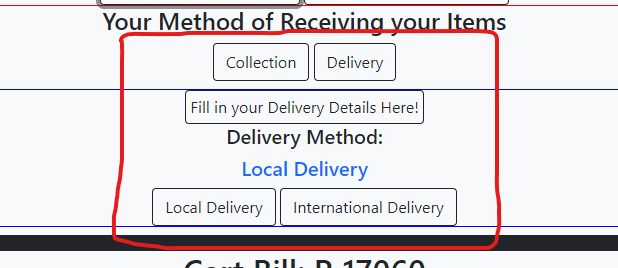 Your Method of Receiving your Items
Collection Delivery
Fill in your Delivery Details Here!
Delivery Method:
Local Delivery
Local Delivery International Delivery
Cart Bill: R 17060